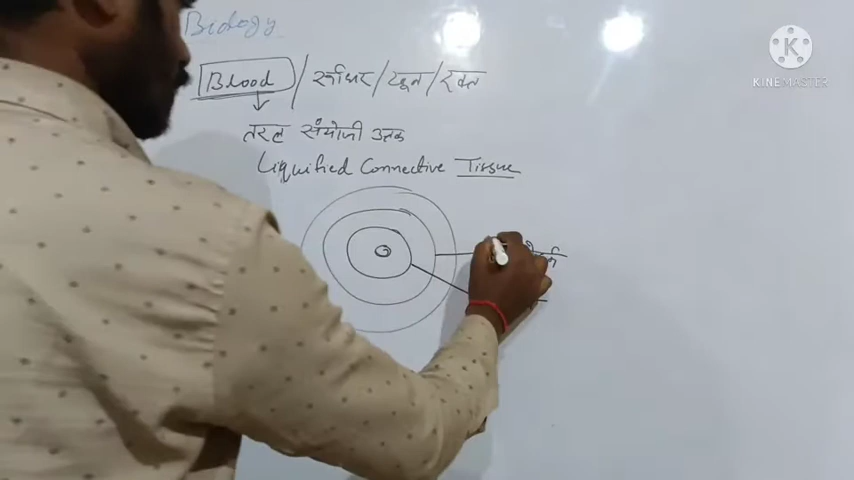 Biology
Blood / रूधिर / खून / रक्त
तरल संयोजी उतक
Liquified Connective Tissue
K
KINEMASTER